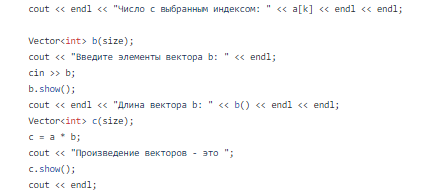 cout << endl << "Число с выбранным индексом: " << a[k] << endl << endl;
Vector<int> b(size);
cout << "Введите элементы вектора b: " << endl;
cin >> b;
b.show();
cout << endl << "Длина вектора b: " << b() << endl << endl;
Vector<int> c(size);
c = a * b;
cout << "Произведение векторов - это ";
c.show();
cout << endl;